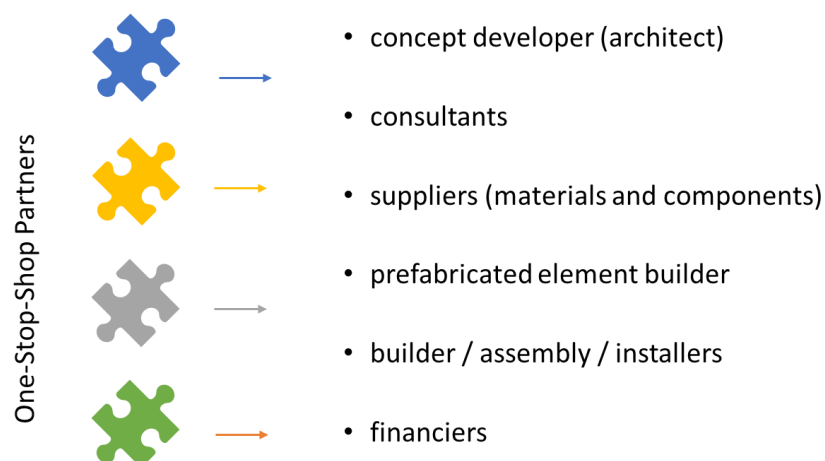 One-Stop-Shop Partners
• concept developer (architect)
• consultants
• suppliers (materials and components)
• prefabricated element builder
• builder / assembly / installers
• financiers